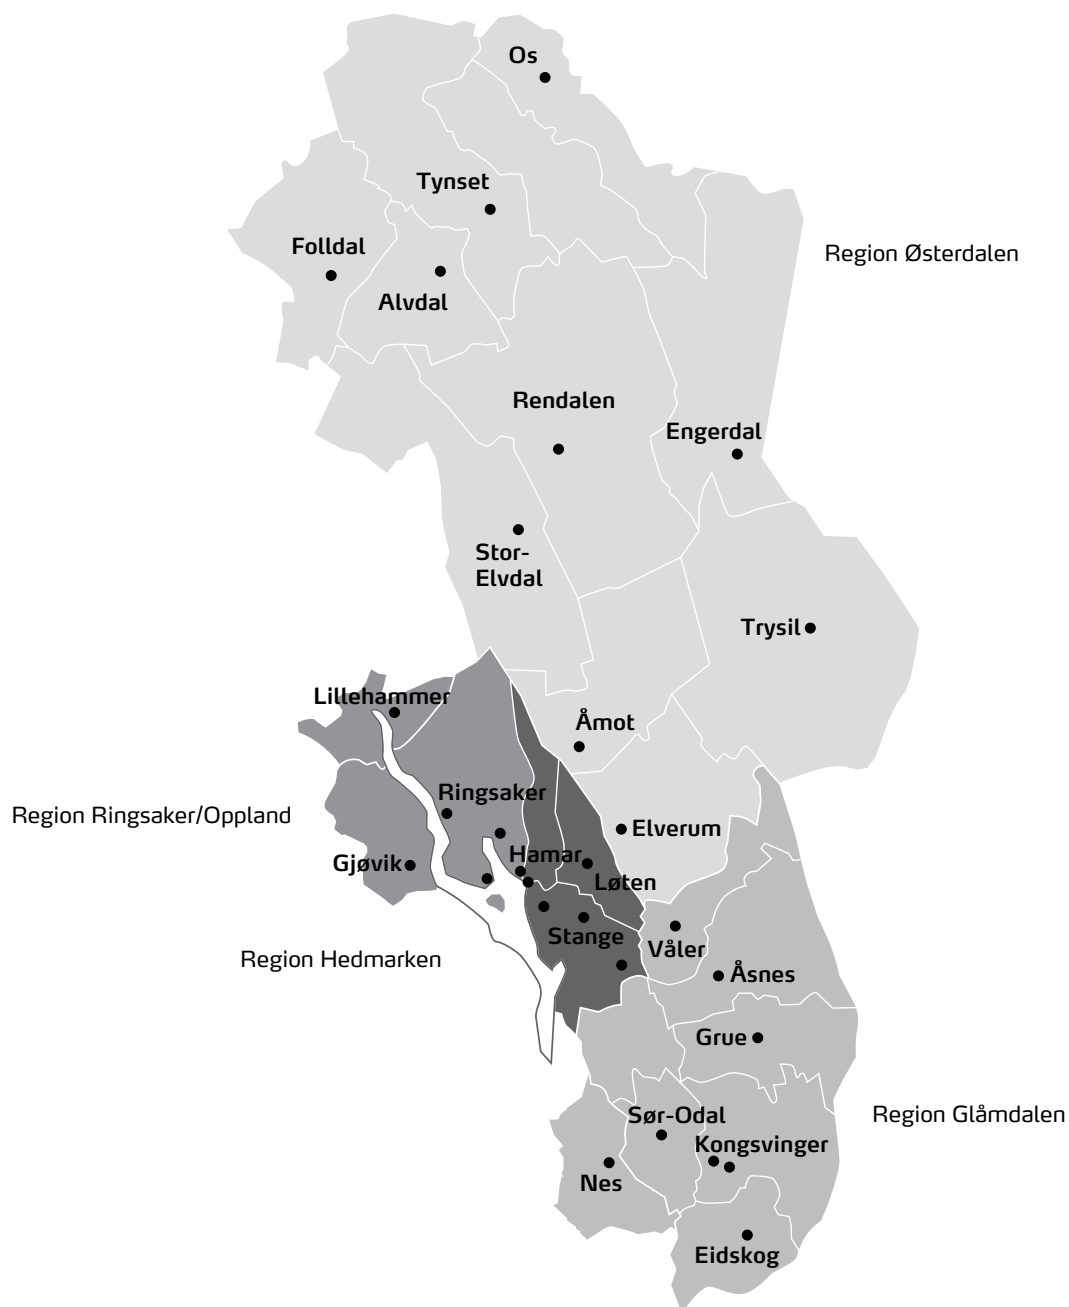 Os
Tynset
Region Østerdalen
Folldal
Alvdal
Rendalen
Engerdal
Stor-
Elvdal
Trysil
Lillehammer
Åmot
Ringsaker
Region Ringsaker/Oppland
Elverum
Hamar
Gjøvik
Løten
Stange
Våler
Region Hedmarken
Åsnes
Grue
Sør-Odal
Region Glåmdalen
Kongsvinger
Nes
Eidskog